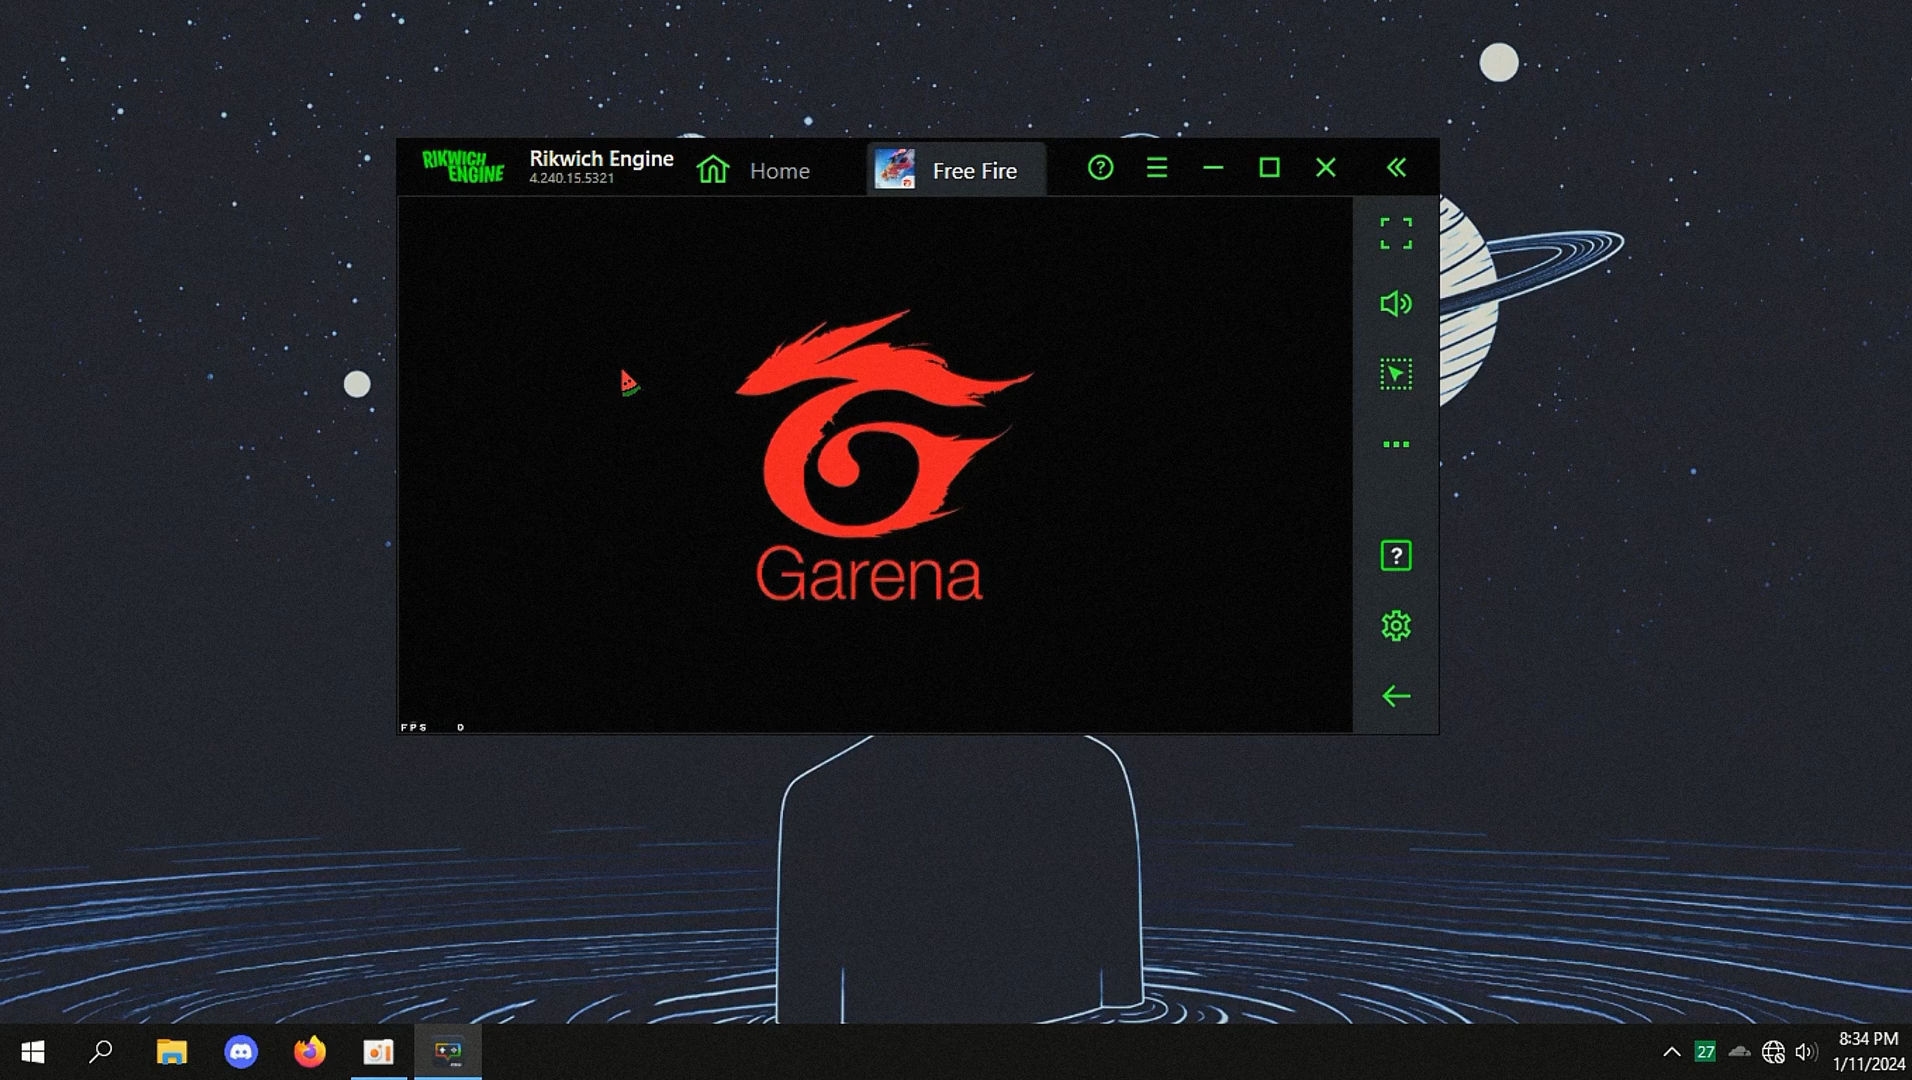 RIKWICH
ENGINE
Rikwich Engine
4.240.15.5321
Home
Free Fire
Garena
FPS 0
27
8:34 PM
1/11/2024